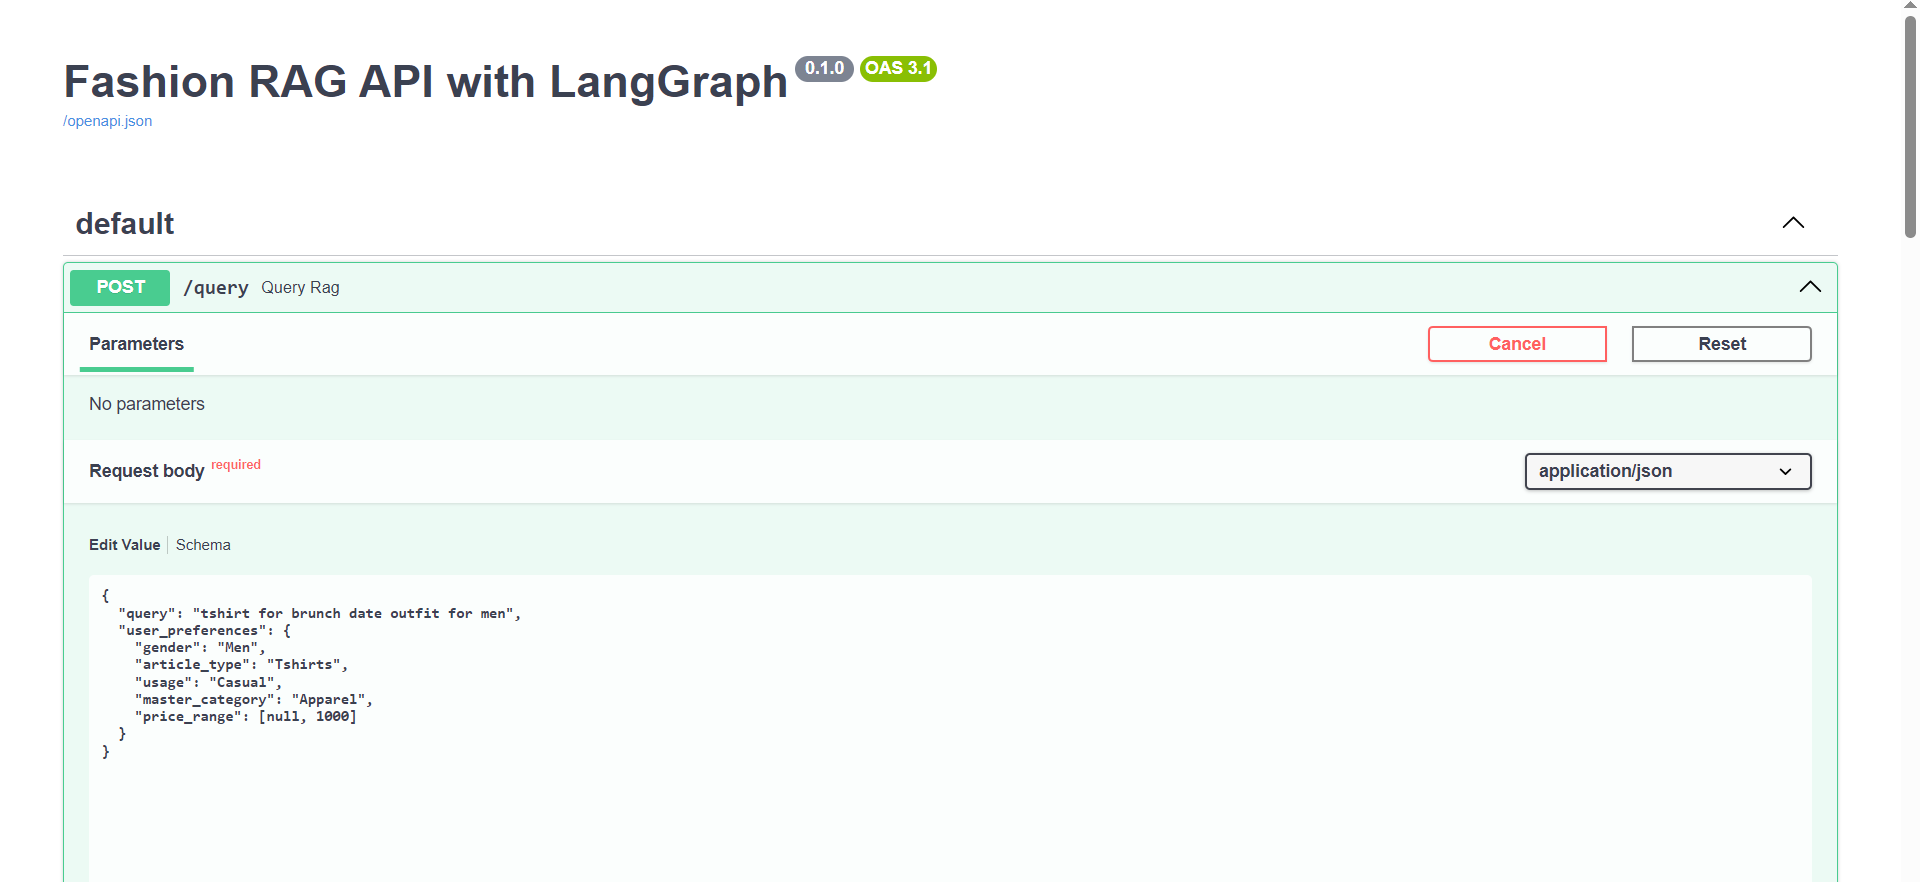 Fashion RAG API with LangGraph 0.1.0 OAS 3.1
/openapi.json
default
POST /query Query Rag
Parameters Cancel Reset
No parameters
Request body required application/json
Edit Value Schema
{
  "query": "tshirt for brunch date outfit for men",
  "user_preferences": {
    "gender": "Men",
    "article_type": "Tshirts",
    "usage": "Casual",
    "master_category": "Apparel",
    "price_range": [null, 1000]
  }
}